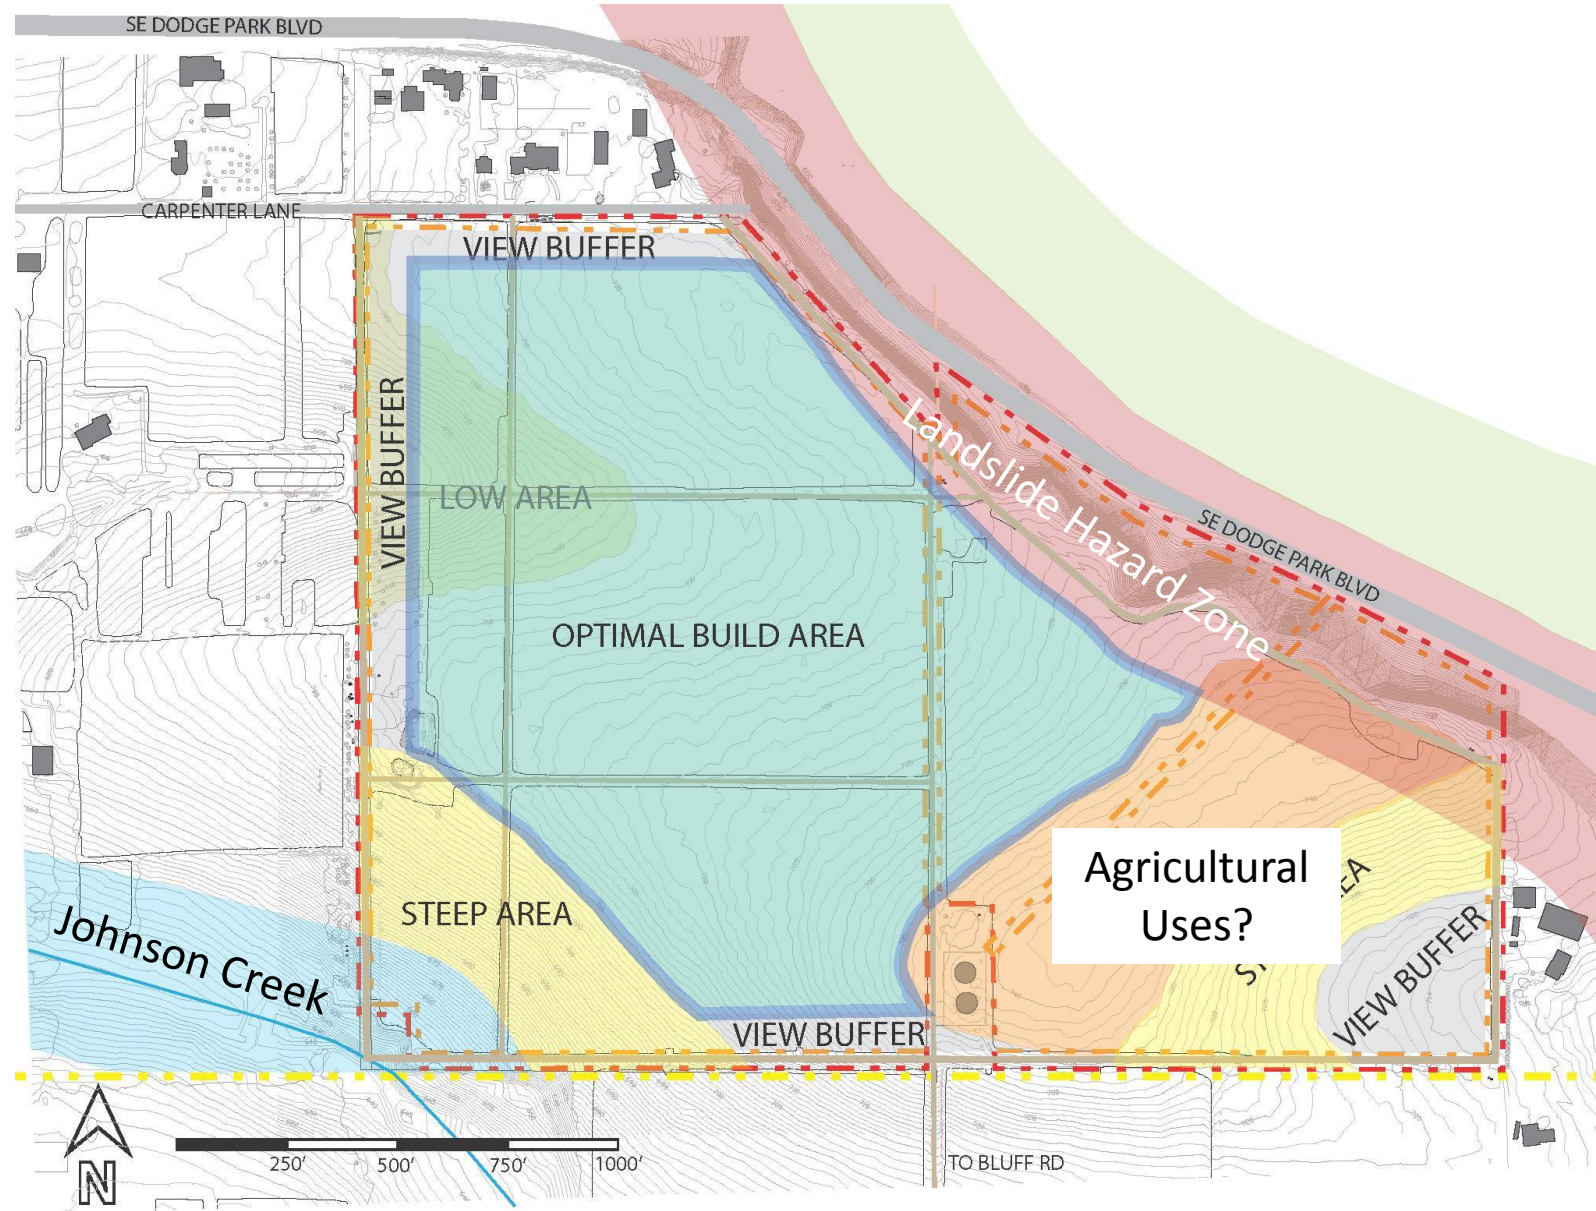 SE DODGE PARK BLVD
CARPENTER LANE
VIEW BUFFER
VIEW BUFFER
LOW AREA
Landslide Hazard Zone
SE DODGE PARK BLVD
OPTIMAL BUILD AREA
Agricultural
Uses?
EA
ST
STEEP AREA
Johnson Creek
VIEW BUFFER
VIEW BUFFER
N
250'
500'
750'
1000'
TO BLUFF RD